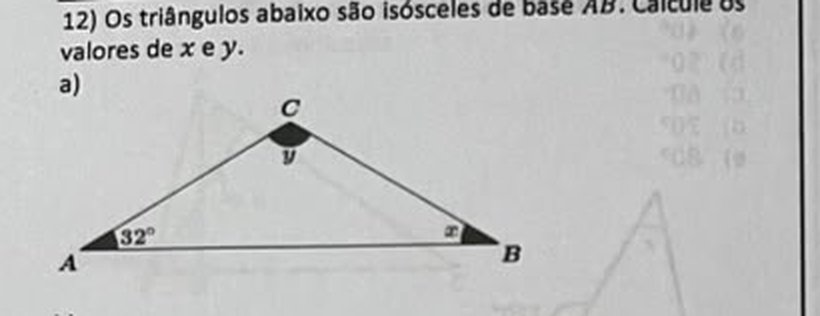 12) Os triângulos abaixo são isósceles de base AB. Calcule os
valores de x e y.
a)
C
y
32°
x
A
B